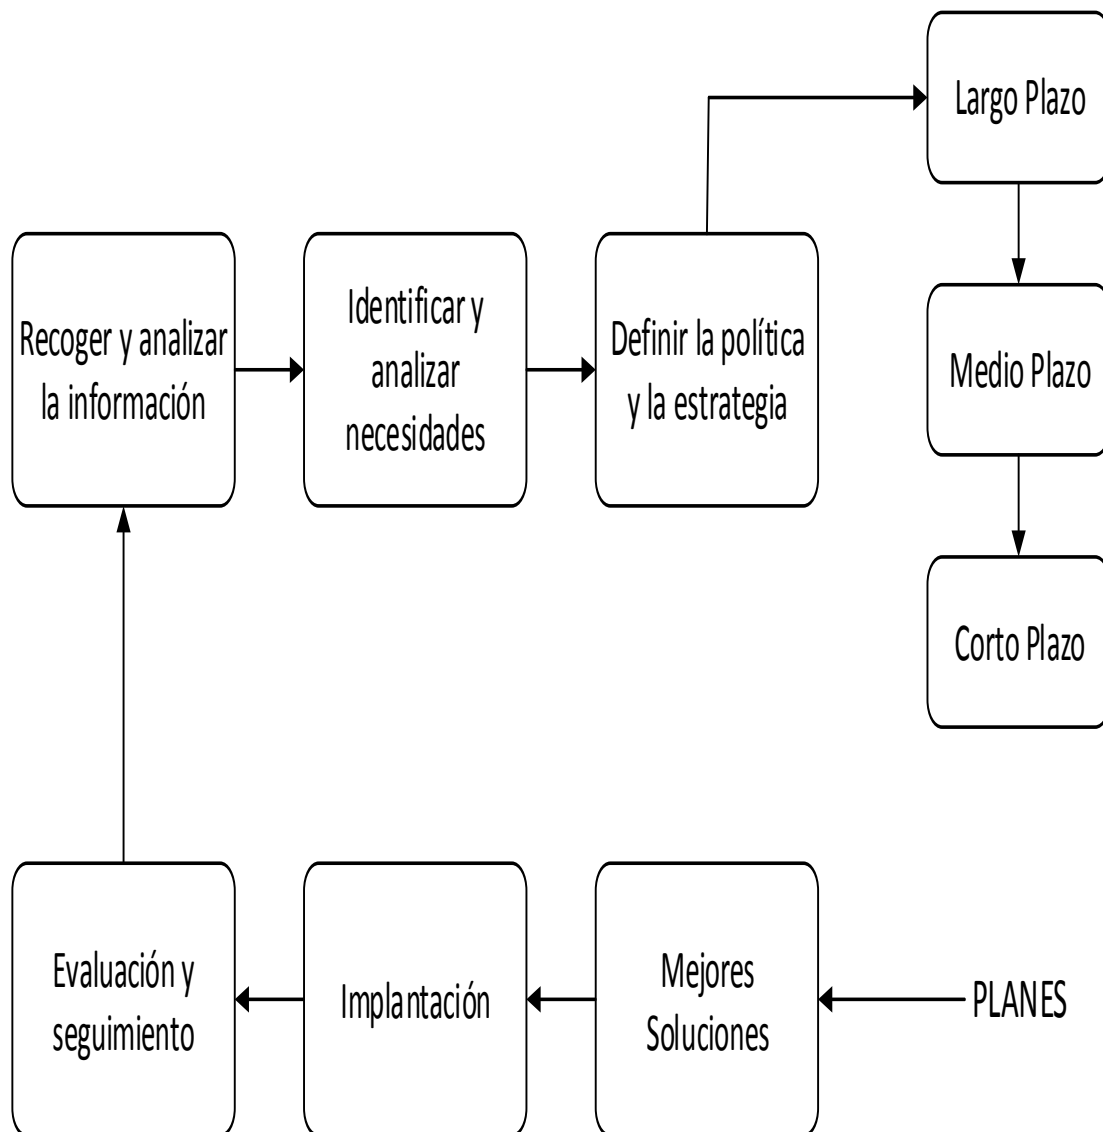 Largo Plazo
Recoger y analizar
la información
Identificar y
analizar
necesidades
Definir la política
y la estrategia
Medio Plazo
Corto Plazo
Evaluación y
seguimiento
Implantación
Mejores
Soluciones
PLANES